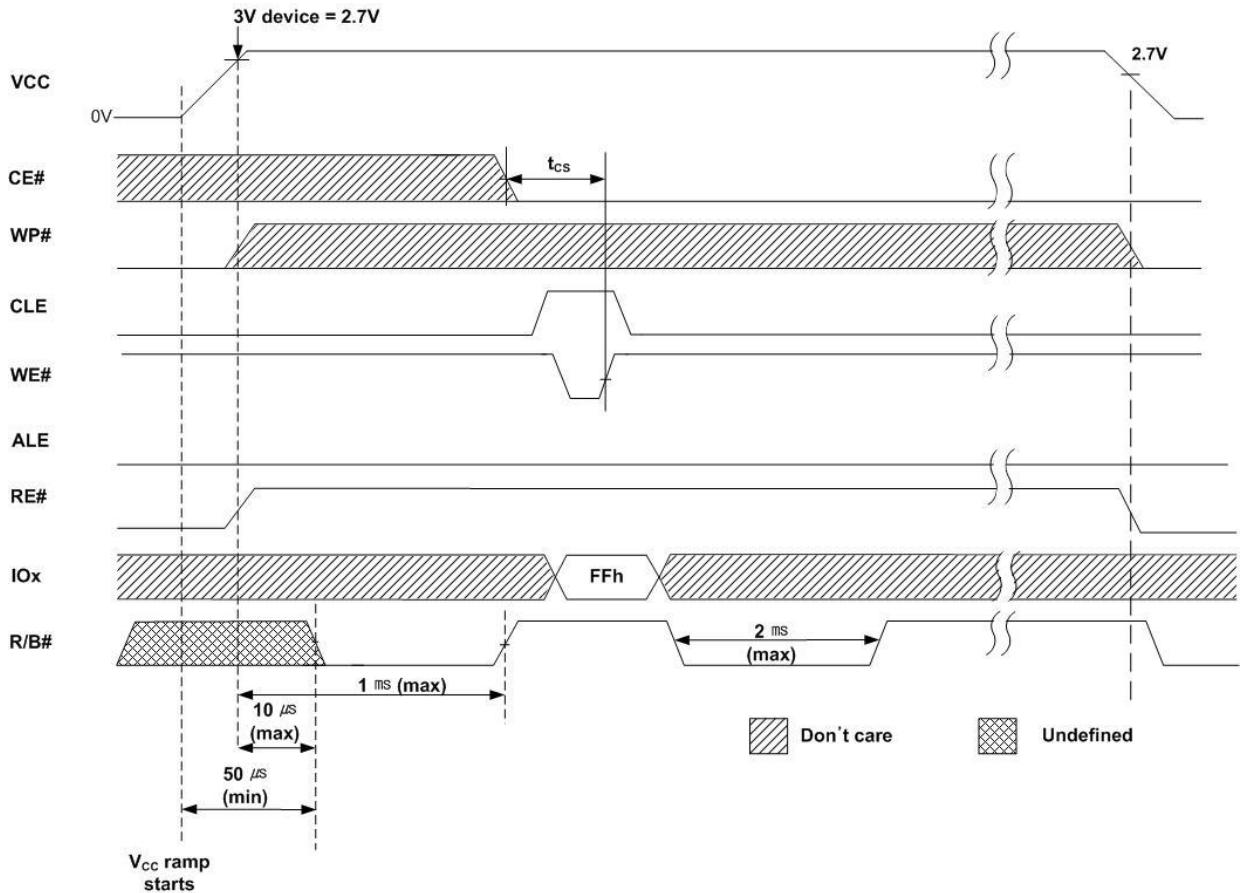 3V device = 2.7V
VCC
2.7V
0V
CE#
tCS
WP#
CLE
WE#
ALE
RE#
IOx
FFh
R/B#
2 ㎳
(max)
1 ㎳ (max)
10 ㎲
(max)
Don't care
Undefined
50 ㎲
(min)
VCC ramp
starts